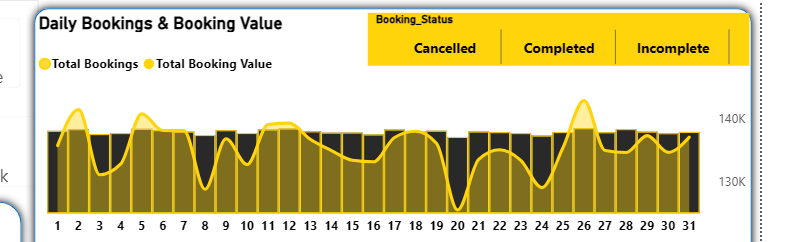 Daily Bookings & Booking Value
Booking_Status
Cancelled Completed Incomplete
Total Bookings Total Booking Value
140K
130K
1 2 3 4 5 6 7 8 9 10 11 12 13 14 15 16 17 18 19 20 21 22 23 24 25 26 27 28 29 30 31
e
k